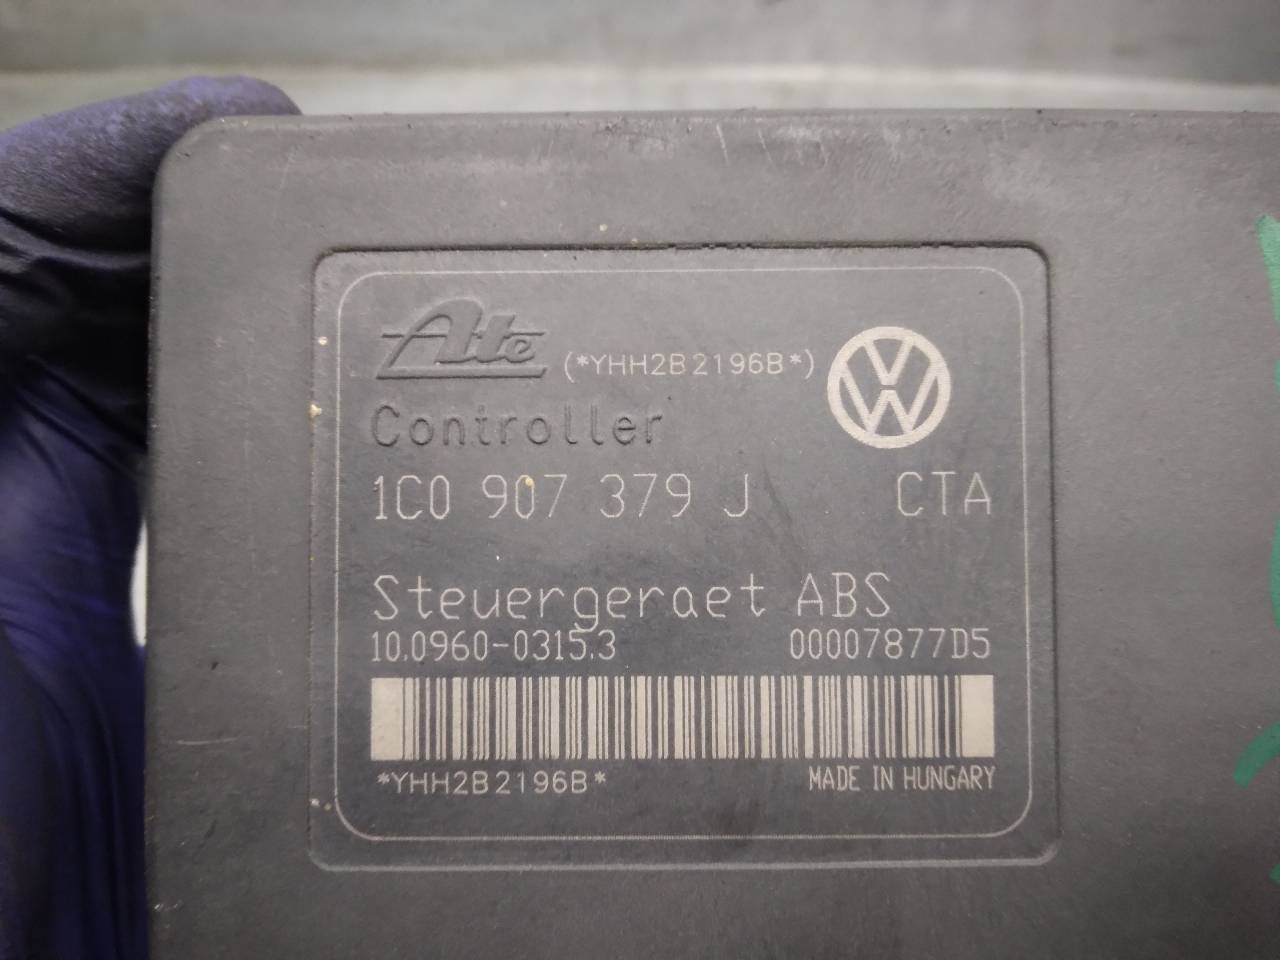 Ate (*YHH2B2196B*)
Controller
1C0 907 379 J CTA
Steuergeraet ABS
10.0960-0315.3 00007877D5
*YHH2B2196B* MADE IN HUNGARY